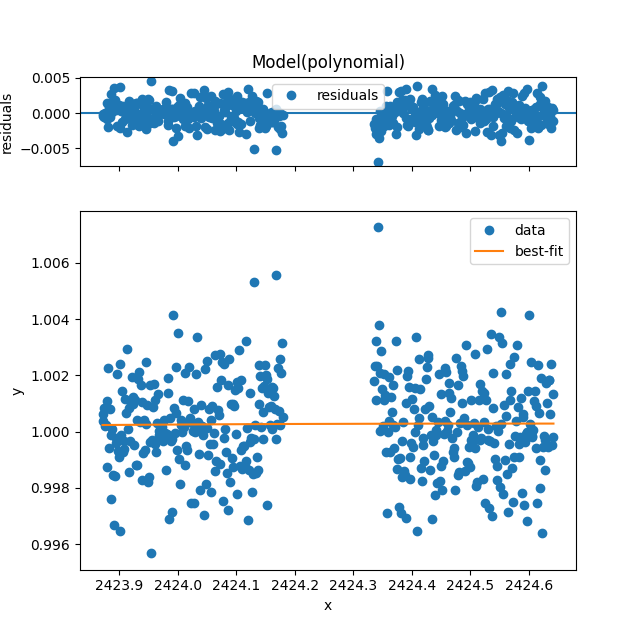 Model(polynomial)
0.005
0.000
−0.005
residuals
residuals
1.006
1.004
1.002
1.000
0.998
0.996
y
data
best-fit
2423.9 2424.0 2424.1 2424.2 2424.3 2424.4 2424.5 2424.6
x